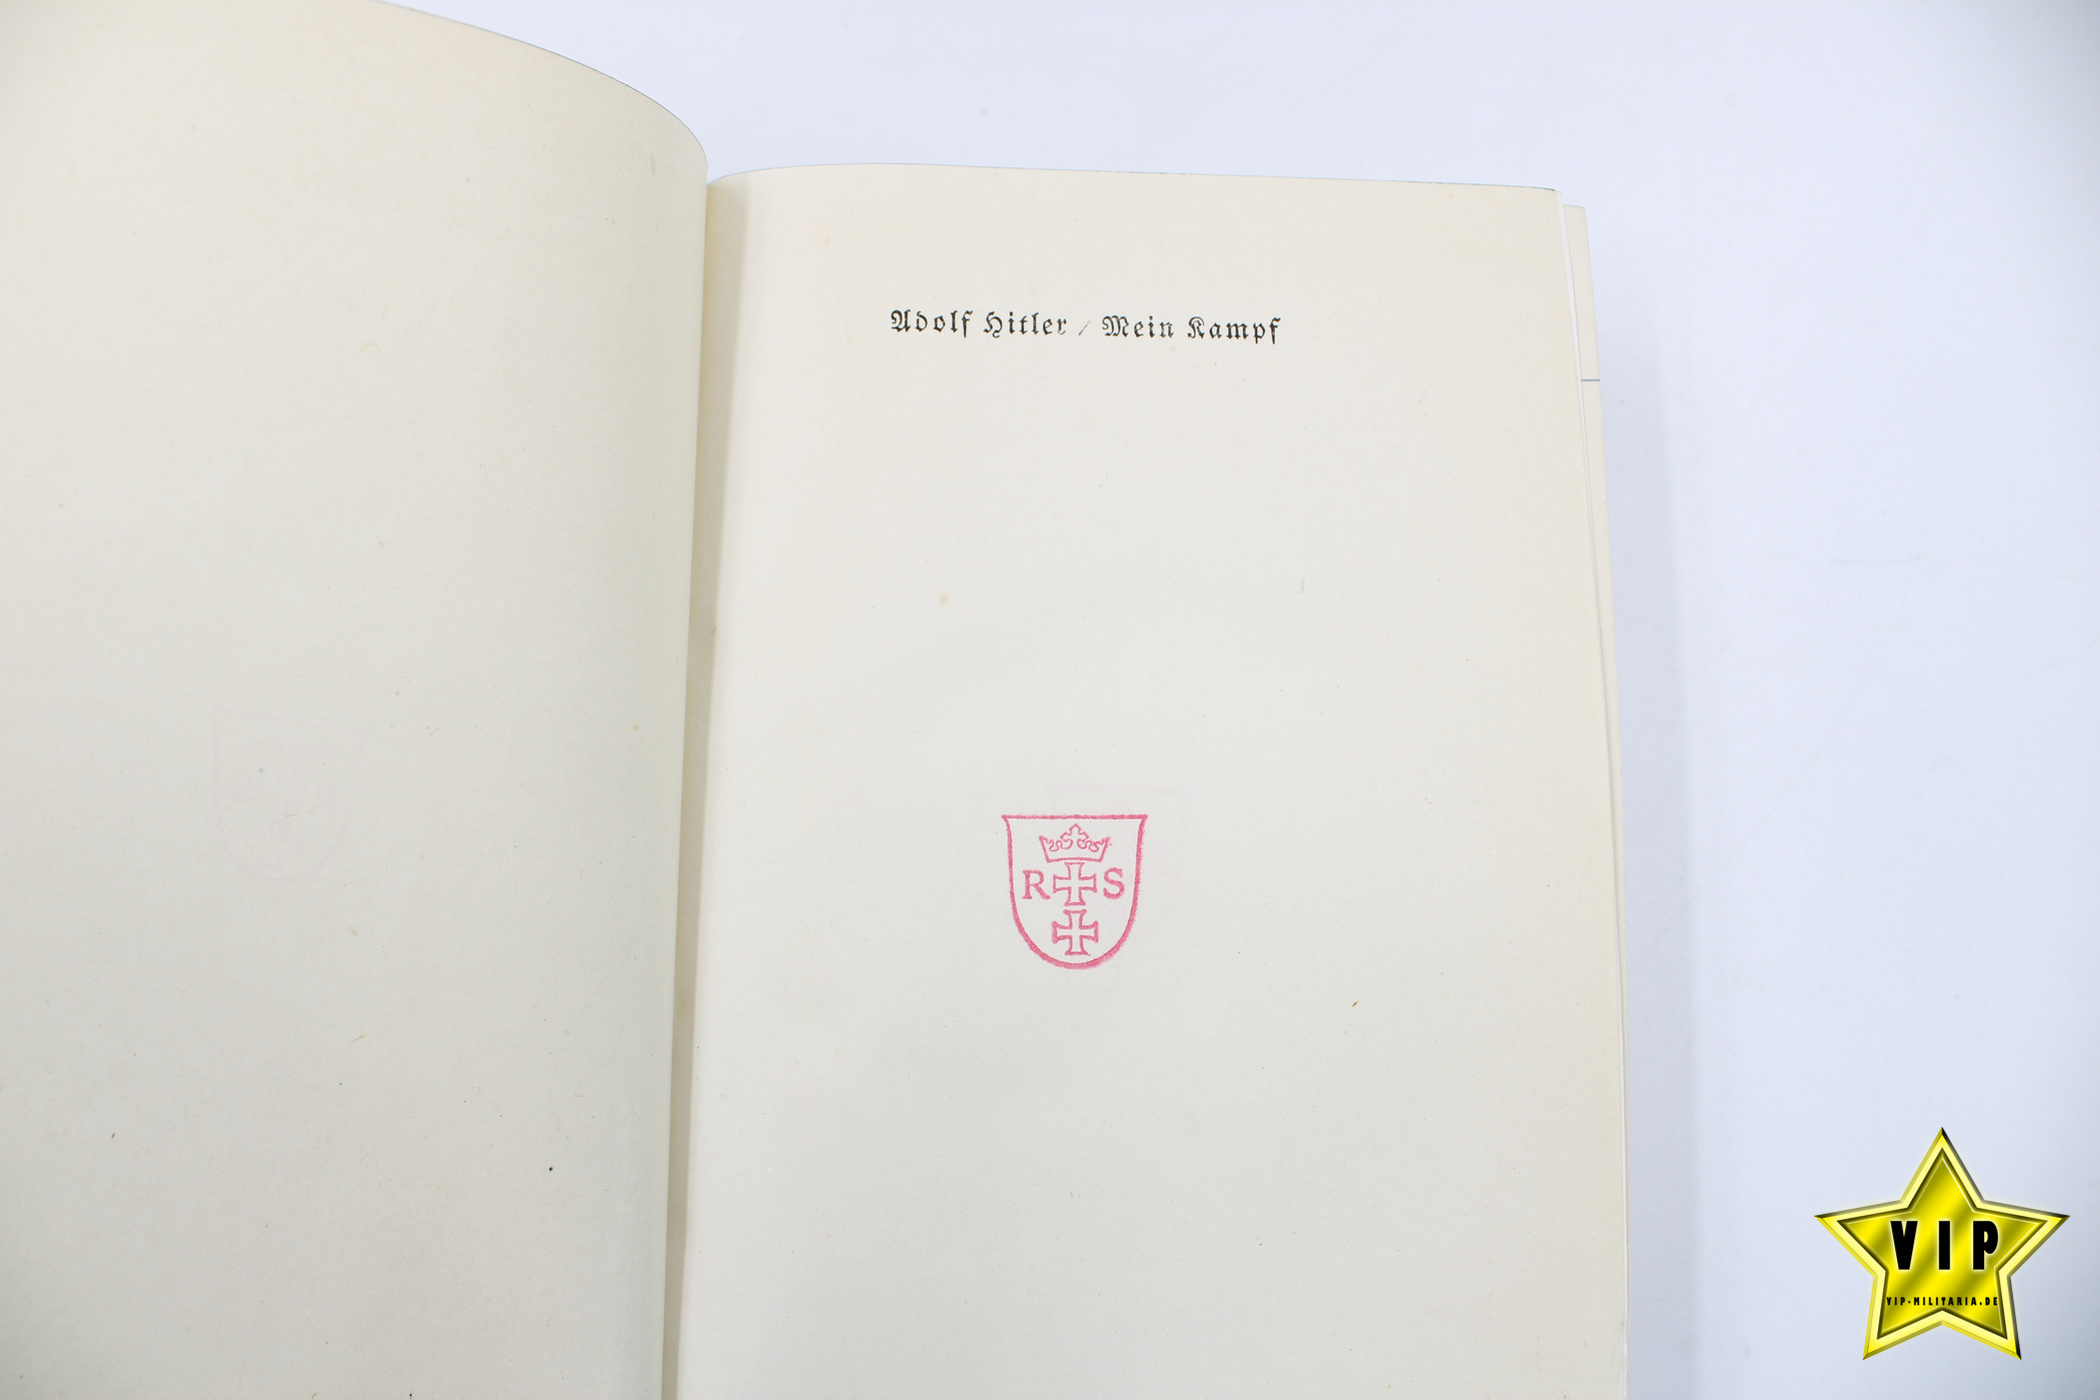 Adolf Hitler / Mein Kampf
R S
VIP
VIP-MILITARIA.DE